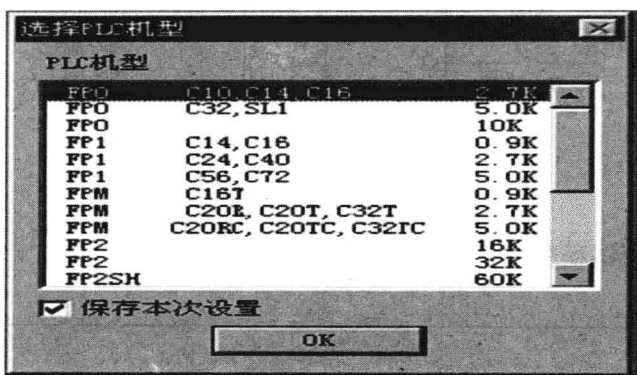 选择PLC机型
PLC机型
FP0 C10,C14,C16 2.7K
FP0 C32,SL1 5.0K
FP0 10K
FP1 C14,C16 0.9K
FP1 C24,C40 2.7K
FP1 C56,C72 5.0K
FPM C16T 0.9K
FPM C20R,C20T,C32T 2.7K
FPM C20RC,C20TC,C32TC 5.0K
FP2 16K
FP2 32K
FP2SH 60K
保存本次设置
OK